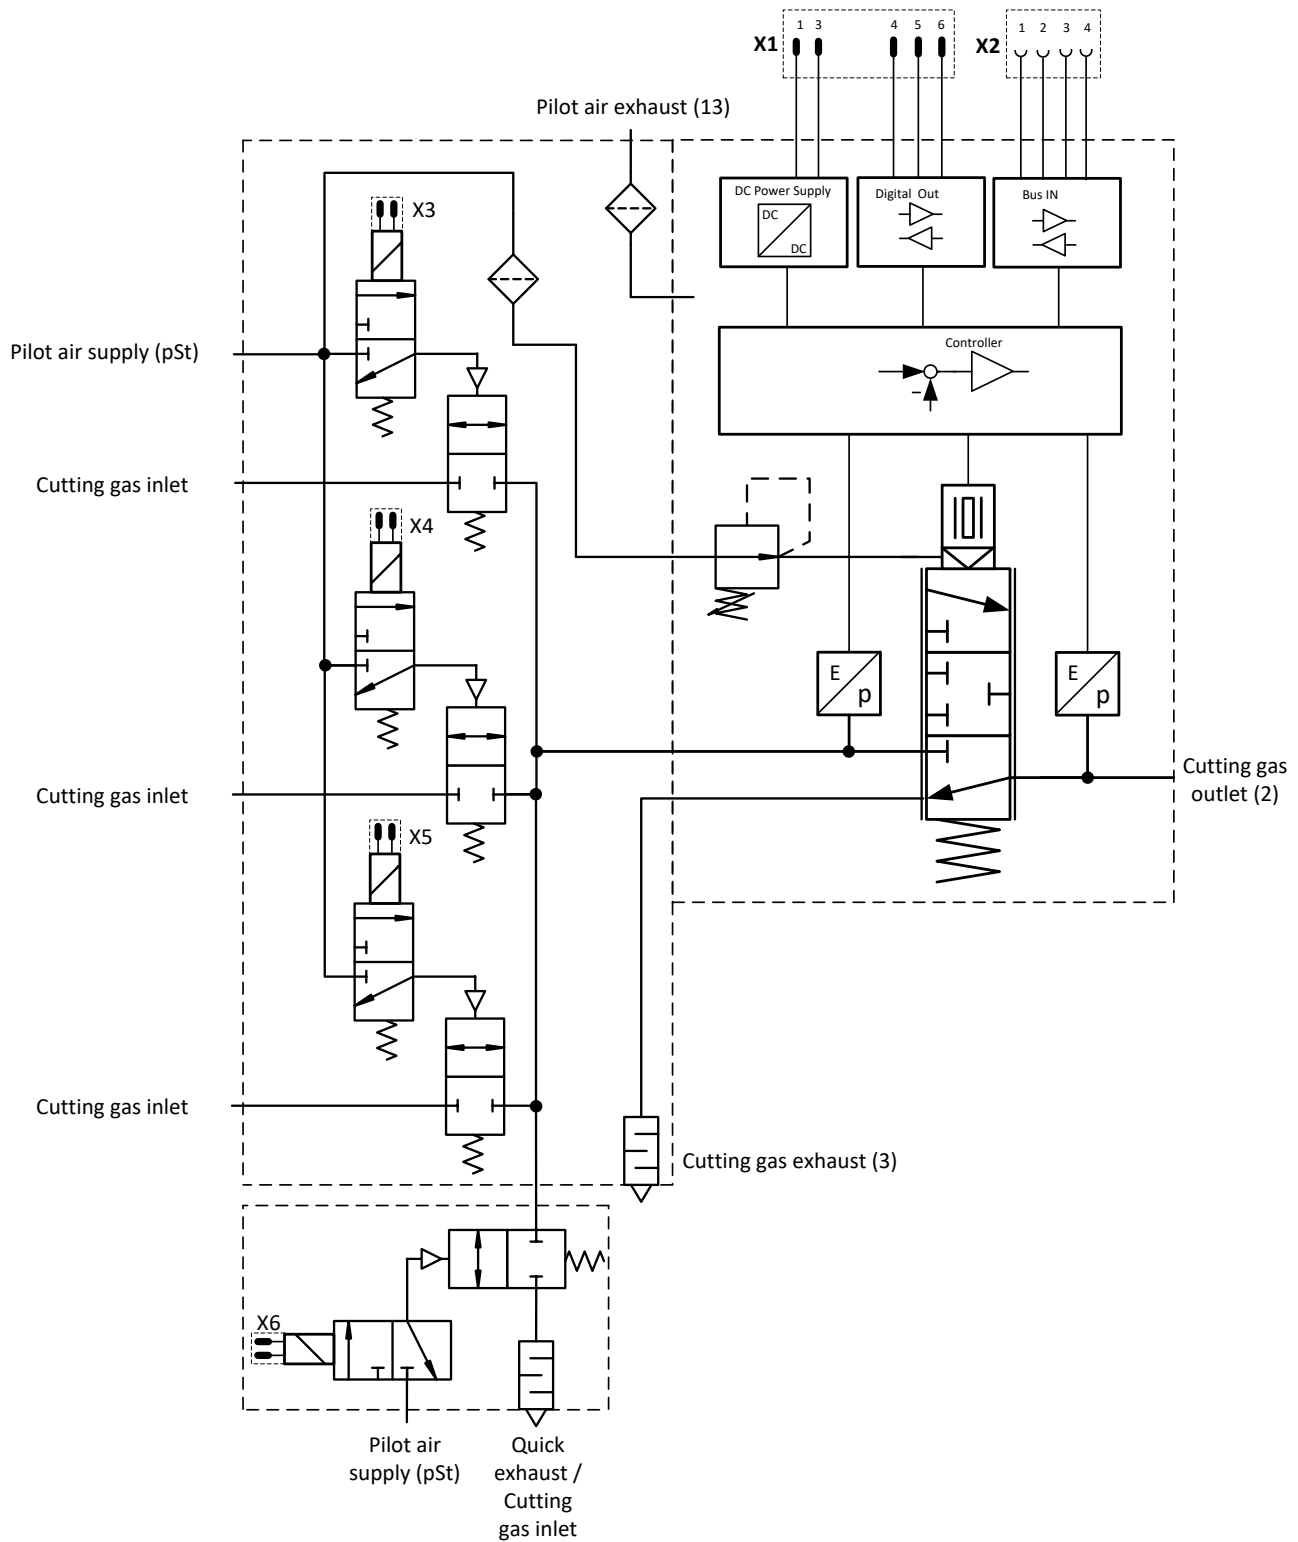 1 3 4 5 6
X1
1 2 3 4
X2
Pilot air exhaust (13)
DC Power Supply
DC
DC
Digital Out
Bus IN
X3
Pilot air supply (pSt)
Controller
Cutting gas inlet
X4
E
p
E
p
Cutting gas
outlet (2)
Cutting gas inlet
X5
Cutting gas inlet
Cutting gas exhaust (3)
X6
Pilot air
supply (pSt)
Quick
exhaust /
Cutting
gas inlet